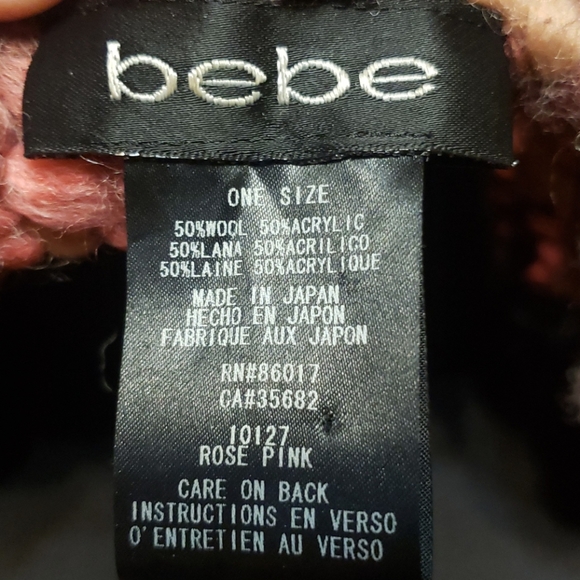 bebe
ONE SIZE
50%WOOL 50%ACRYLIC
50%LANA 50%ACRILICO
50%LAINE 50%ACRYLIQUE
MADE IN JAPAN
HECHO EN JAPON
FABRIQUE AUX JAPON
RN#86017
CA#35682
10127
ROSE PINK
CARE ON BACK
INSTRUCTIONS EN VERSO
O'ENTRETIEN AU VERSO